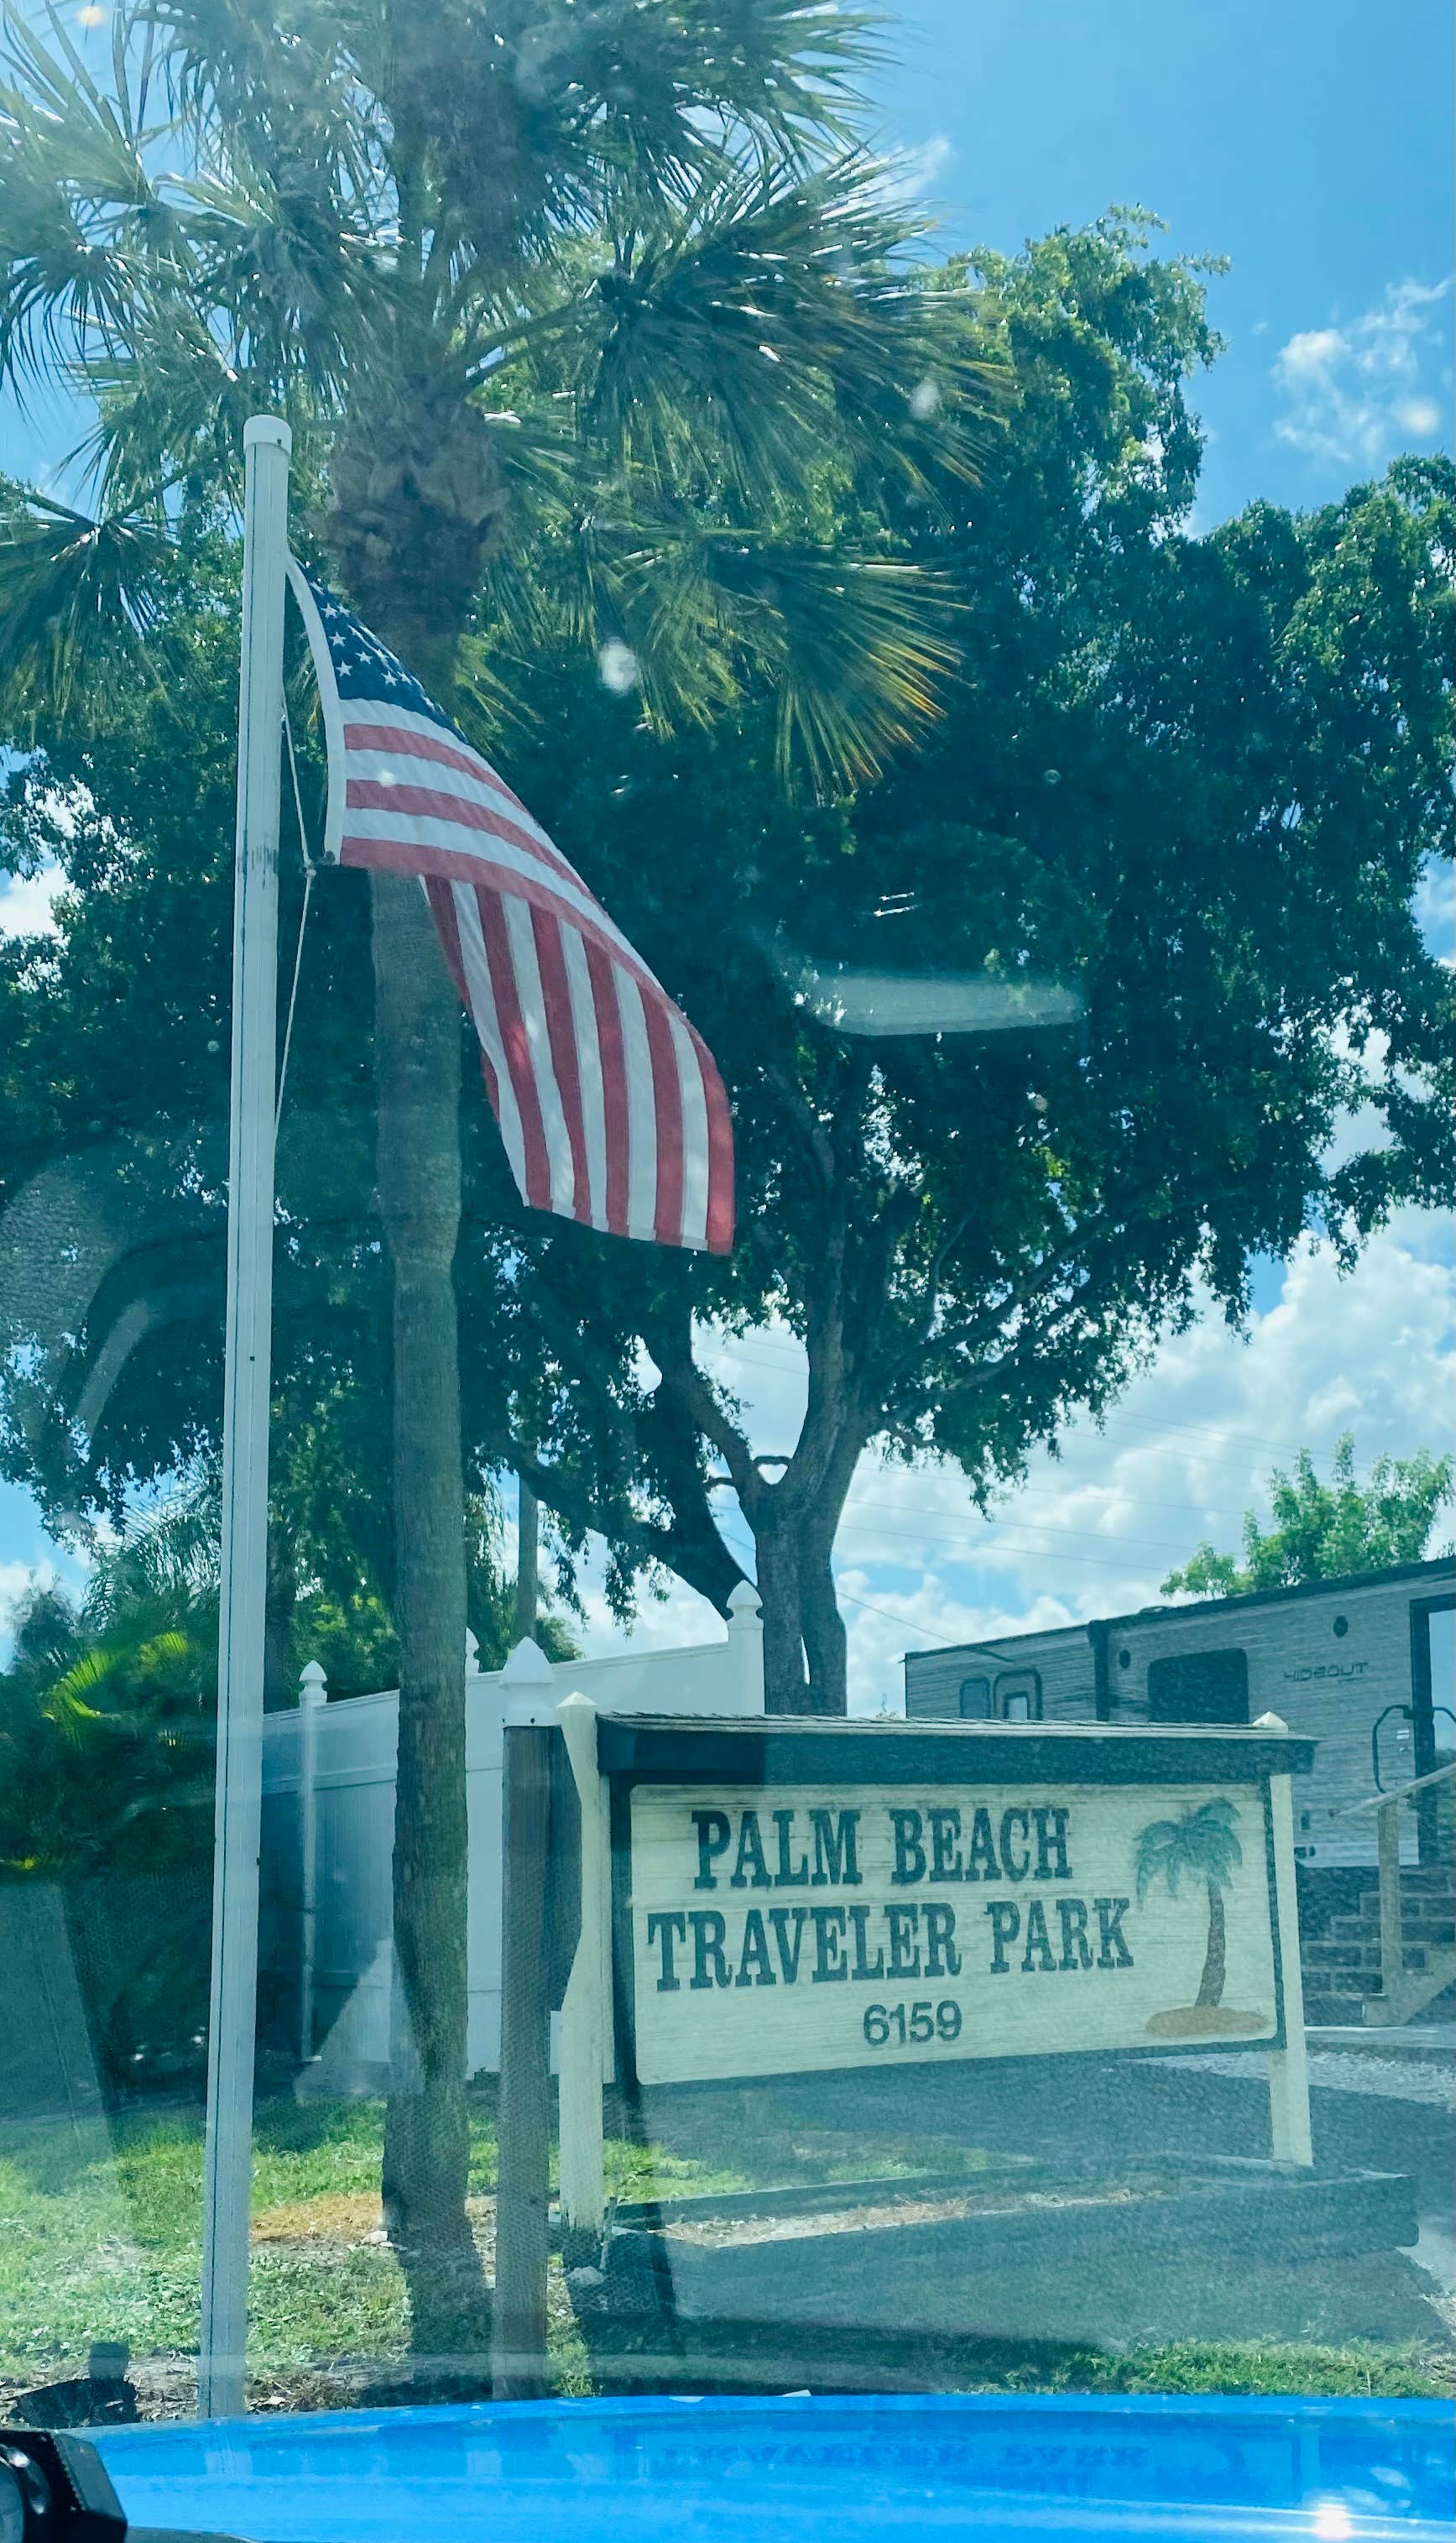 HIDEOUT
PALM BEACH
TRAVELER PARK
6159